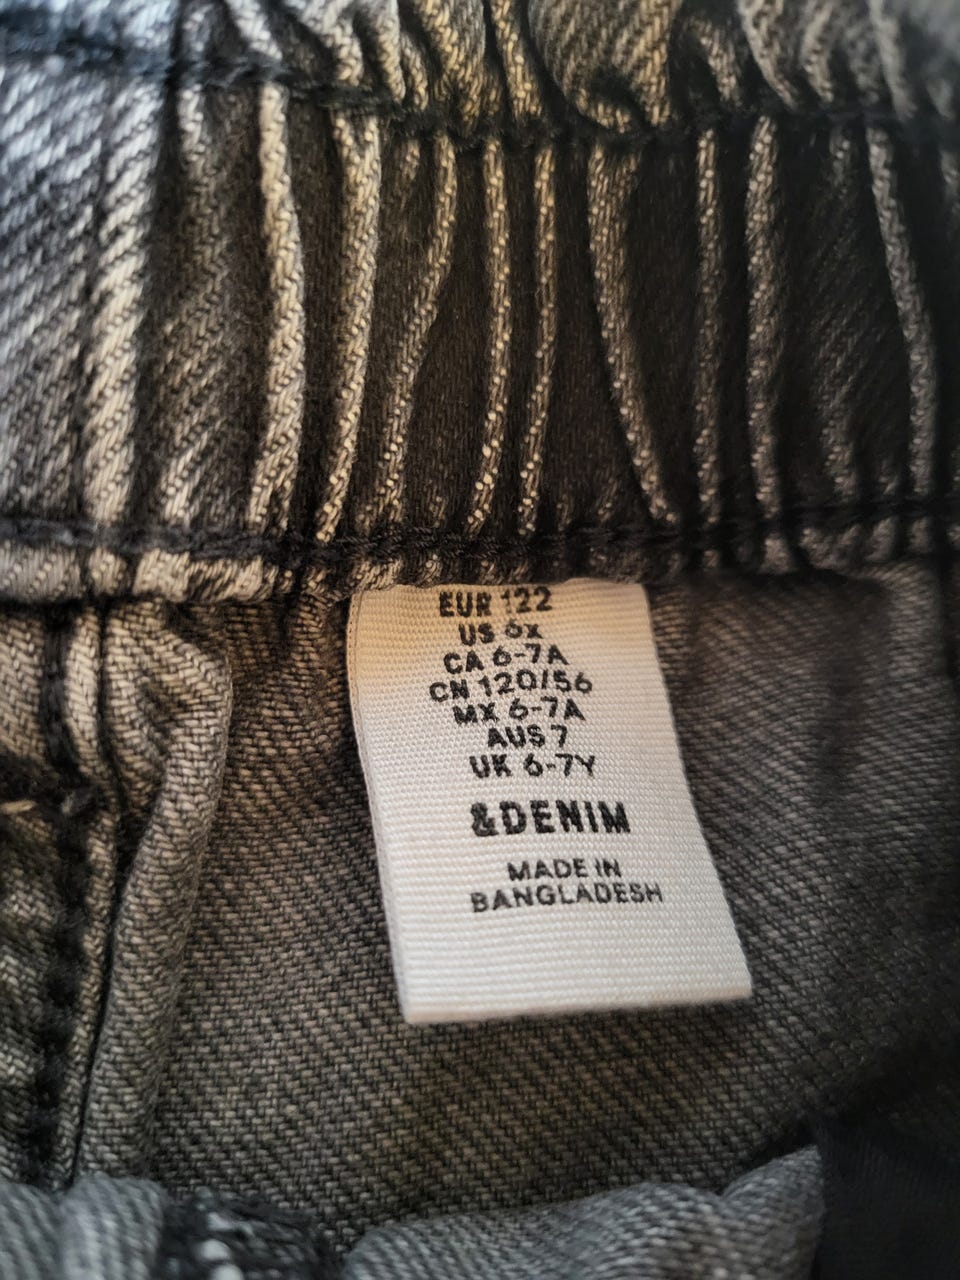 EUR 122
US 6X
CA 6-7A
CN 120/56
MX 6-7A
AUS 7
UK 6-7Y
&DENIM
MADE IN
BANGLADESH